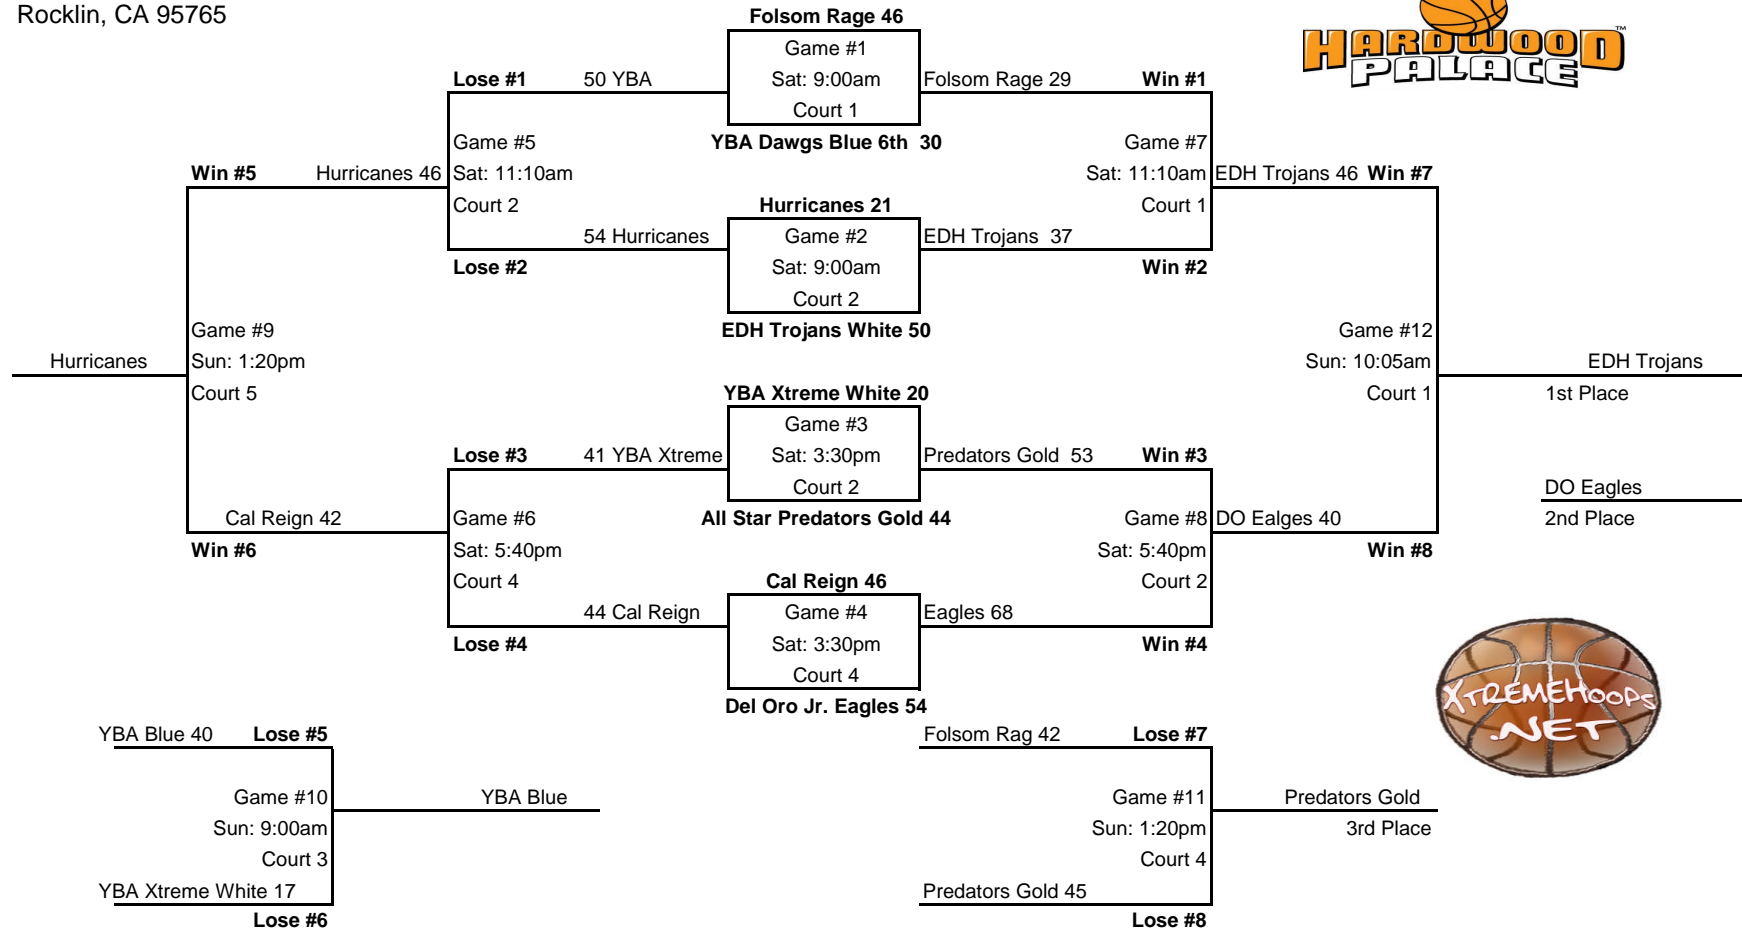 Rocklin, CA 95765
Folsom Rage 46
HARDWOOD
PALACE
™
Game #1
Lose #1 50 YBA Sat: 9:00am Folsom Rage 29 Win #1
Court 1
Game #5 YBA Dawgs Blue 6th 30 Game #7
Win #5 Hurricanes 46 Sat: 11:10am Sat: 11:10am EDH Trojans 46 Win #7
Court 2 Hurricanes 21 Court 1
54 Hurricanes Game #2 EDH Trojans 37
Lose #2 Sat: 9:00am Win #2
Court 2
Game #9 EDH Trojans White 50 Game #12
Hurricanes Sun: 1:20pm Sun: 10:05am EDH Trojans
Court 5 YBA Xtreme White 20 Court 1 1st Place
Game #3
Lose #3 41 YBA Xtreme Sat: 3:30pm Predators Gold 53 Win #3
Court 2 DO Eagles
Cal Reign 42 Game #6 All Star Predators Gold 44 Game #8 DO Ealges 40 2nd Place
Win #6 Sat: 5:40pm Sat: 5:40pm Win #8
Court 4 Cal Reign 46 Court 2
44 Cal Reign Game #4 Eagles 68
Lose #4 Sat: 3:30pm Win #4
Court 4
XTREMEHOOPS
.NET
Del Oro Jr. Eagles 54
YBA Blue 40 Lose #5 Folsom Rag 42 Lose #7
Game #10 YBA Blue Game #11 Predators Gold
Sun: 9:00am Sun: 1:20pm 3rd Place
Court 3 Court 4
YBA Xtreme White 17 Predators Gold 45
Lose #6 Lose #8